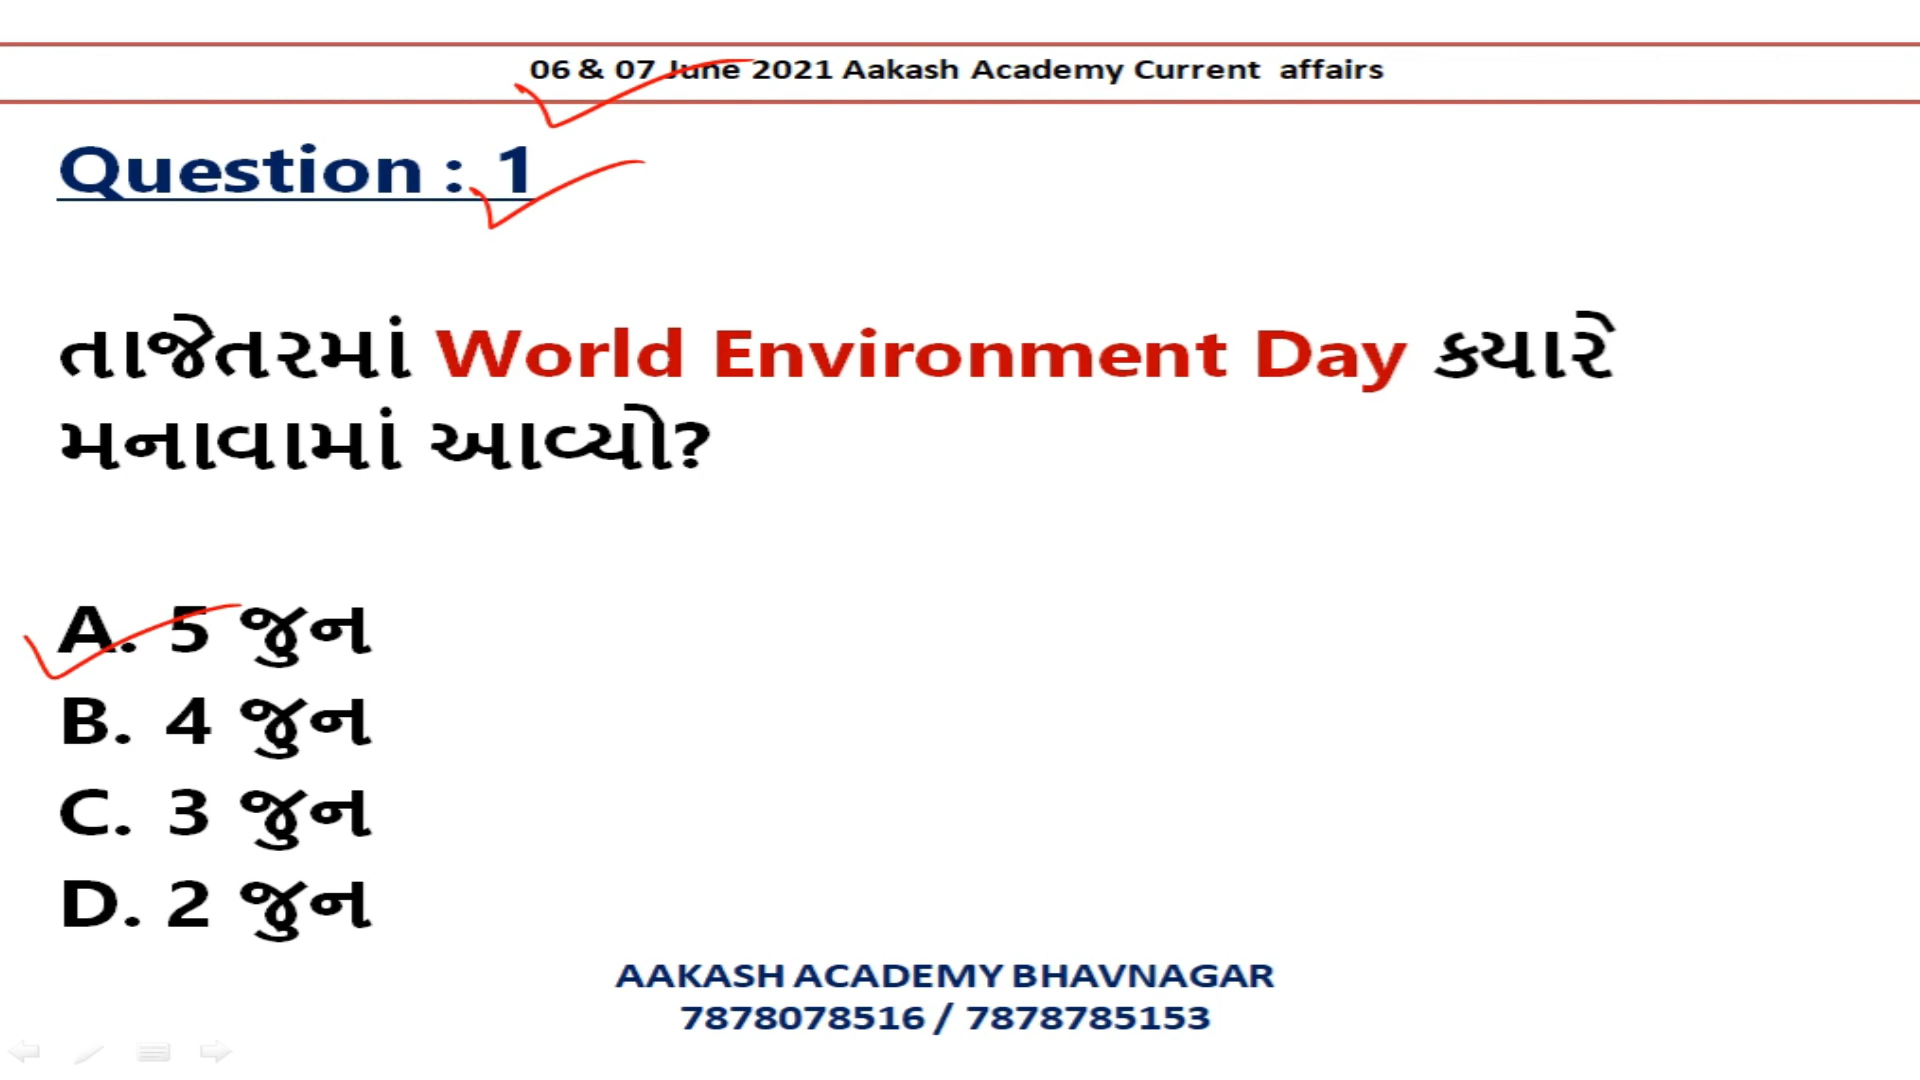 06 & 07 June 2021 Aakash Academy Current affairs
Question : 1
તાજેતરમાં World Environment Day ક્યારે
મનાવામાં આવ્યો?
A. 5 જુન
B. 4 જુન
C. 3 જુન
D. 2 જુન
AAKASH ACADEMY BHAVNAGAR
7878078516 / 7878785153